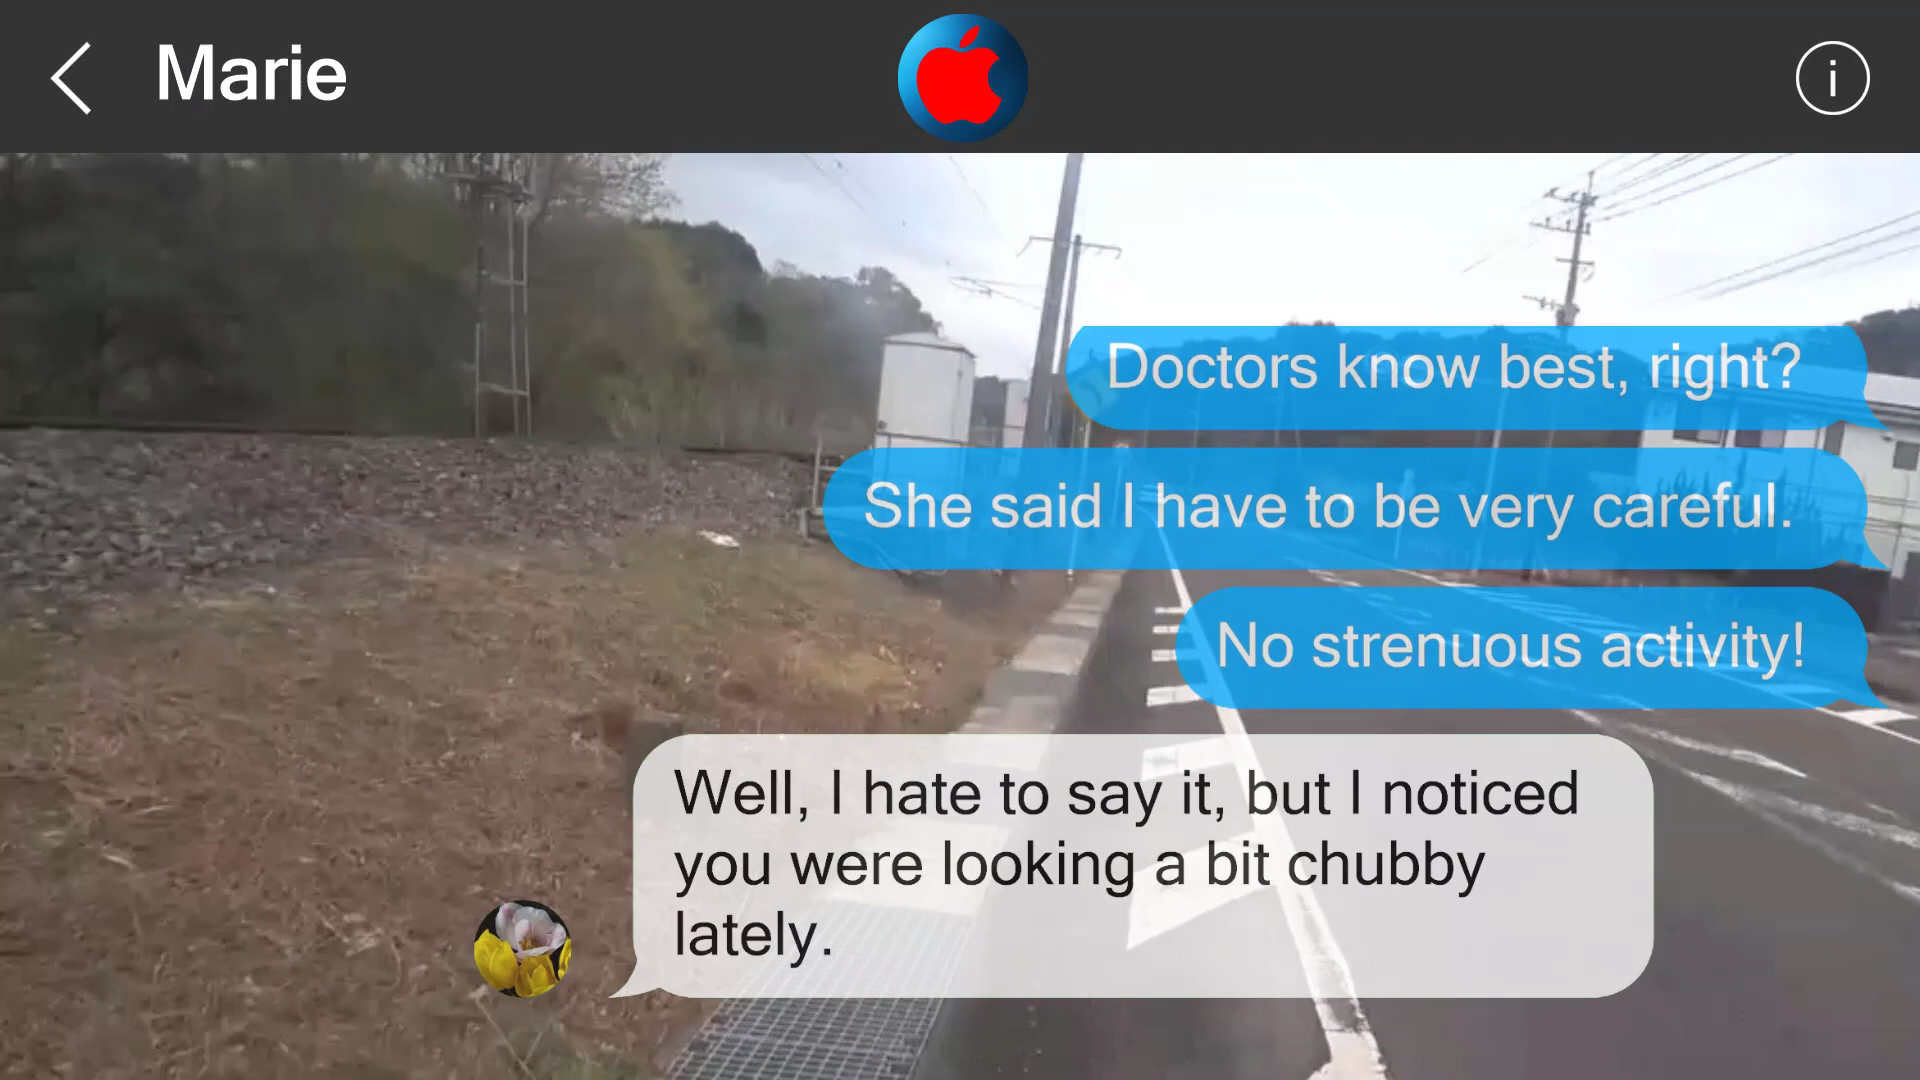 Marie
i
Doctors know best, right?
She said I have to be very careful.
No strenuous activity!
Well, I hate to say it, but I noticed
you were looking a bit chubby
lately.